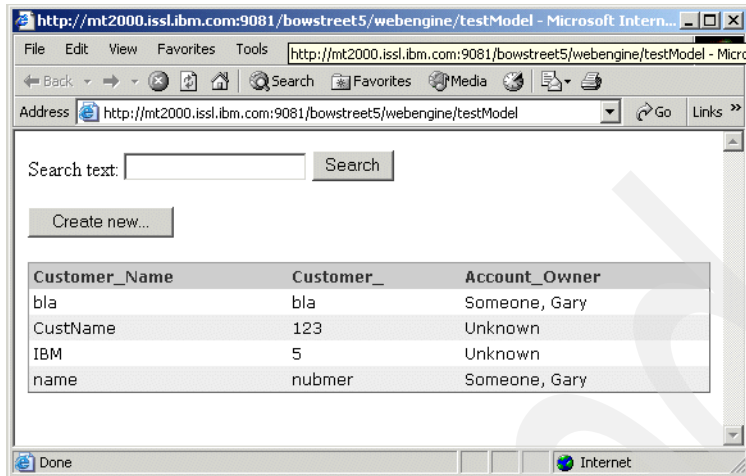 http://mt2000.issl.ibm.com:9081/bowstreet5/webengine/testModel - Microsoft Intern...
File Edit View Favorites Tools
http://mt2000.issl.ibm.com:9081/bowstreet5/webengine/testModel - Micro
Back Search Favorites Media
Address http://mt2000.issl.ibm.com:9081/bowstreet5/webengine/testModel Go Links »
Search text: Search
Create new...
Customer_Name Customer_ Account_Owner
bla bla Someone, Gary
CustName 123 Unknown
IBM 5 Unknown
name nubmer Someone, Gary
Done Internet